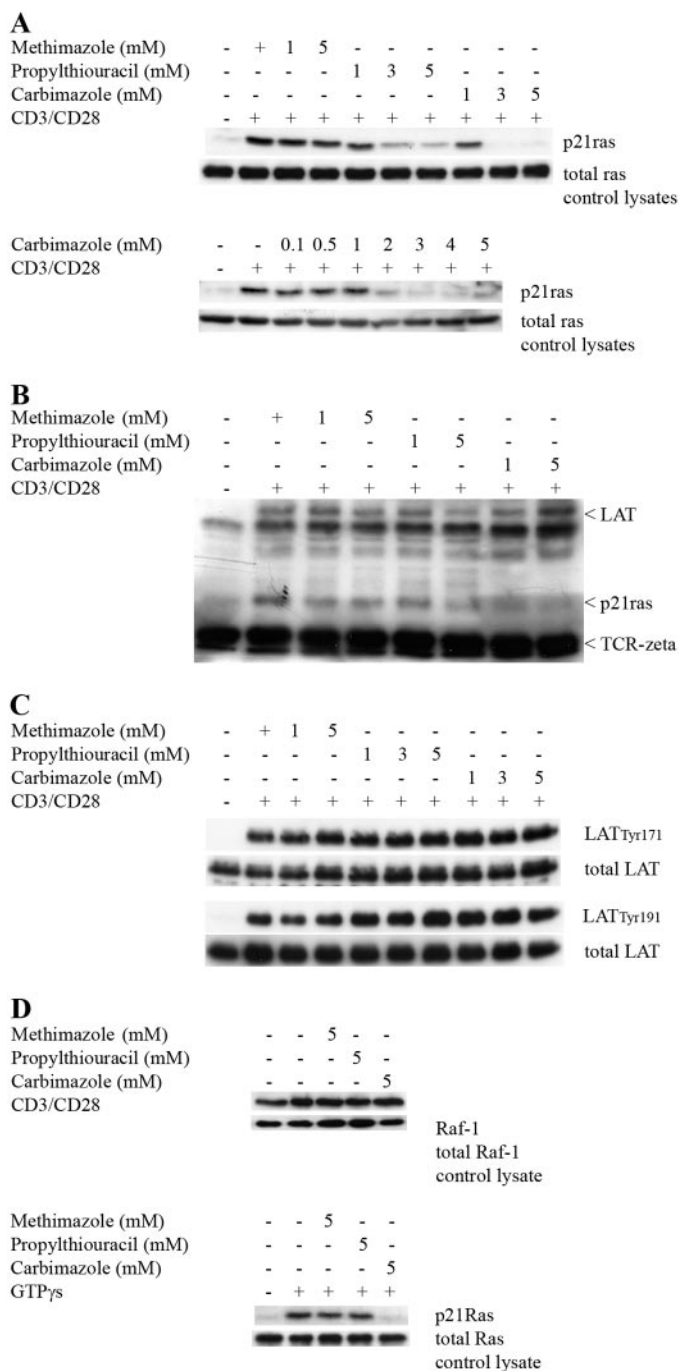 A
Methimazole (mM) - + 1 5 - - - - - -
Propylthiouracil (mM) - - - - 1 3 5 - - -
Carbimazole (mM) - - - - - - - 1 3 5
CD3/CD28 - + + + + + + + + +
p21ras
total ras
control lysates
Carbimazole (mM) - - 0.1 0.5 1 2 3 4 5
CD3/CD28 - + + + + + + + +
p21ras
total ras
control lysates
B
Methimazole (mM) - + 1 5 - - - -
Propylthiouracil (mM) - - - - 1 5 - -
Carbimazole (mM) - - - - - - 1 5
CD3/CD28 - + + + + + + +
< LAT
< p21ras
< TCR-zeta
C
Methimazole (mM) - + 1 5 - - - - - -
Propylthiouracil (mM) - - - - 1 3 5 - - -
Carbimazole (mM) - - - - - - - 1 3 5
CD3/CD28 - + + + + + + + + +
LATTyr171
total LAT
LATTyr191
total LAT
D
Methimazole (mM) - - 5 - -
Propylthiouracil (mM) - - - 5 -
Carbimazole (mM) - - - - 5
CD3/CD28 - - - - -
Raf-1
total Raf-1
control lysate
Methimazole (mM) - - 5 - -
Propylthiouracil (mM) - - - 5 -
Carbimazole (mM) - - - - 5
GTPγs - + + + +
p21Ras
total Ras
control lysate